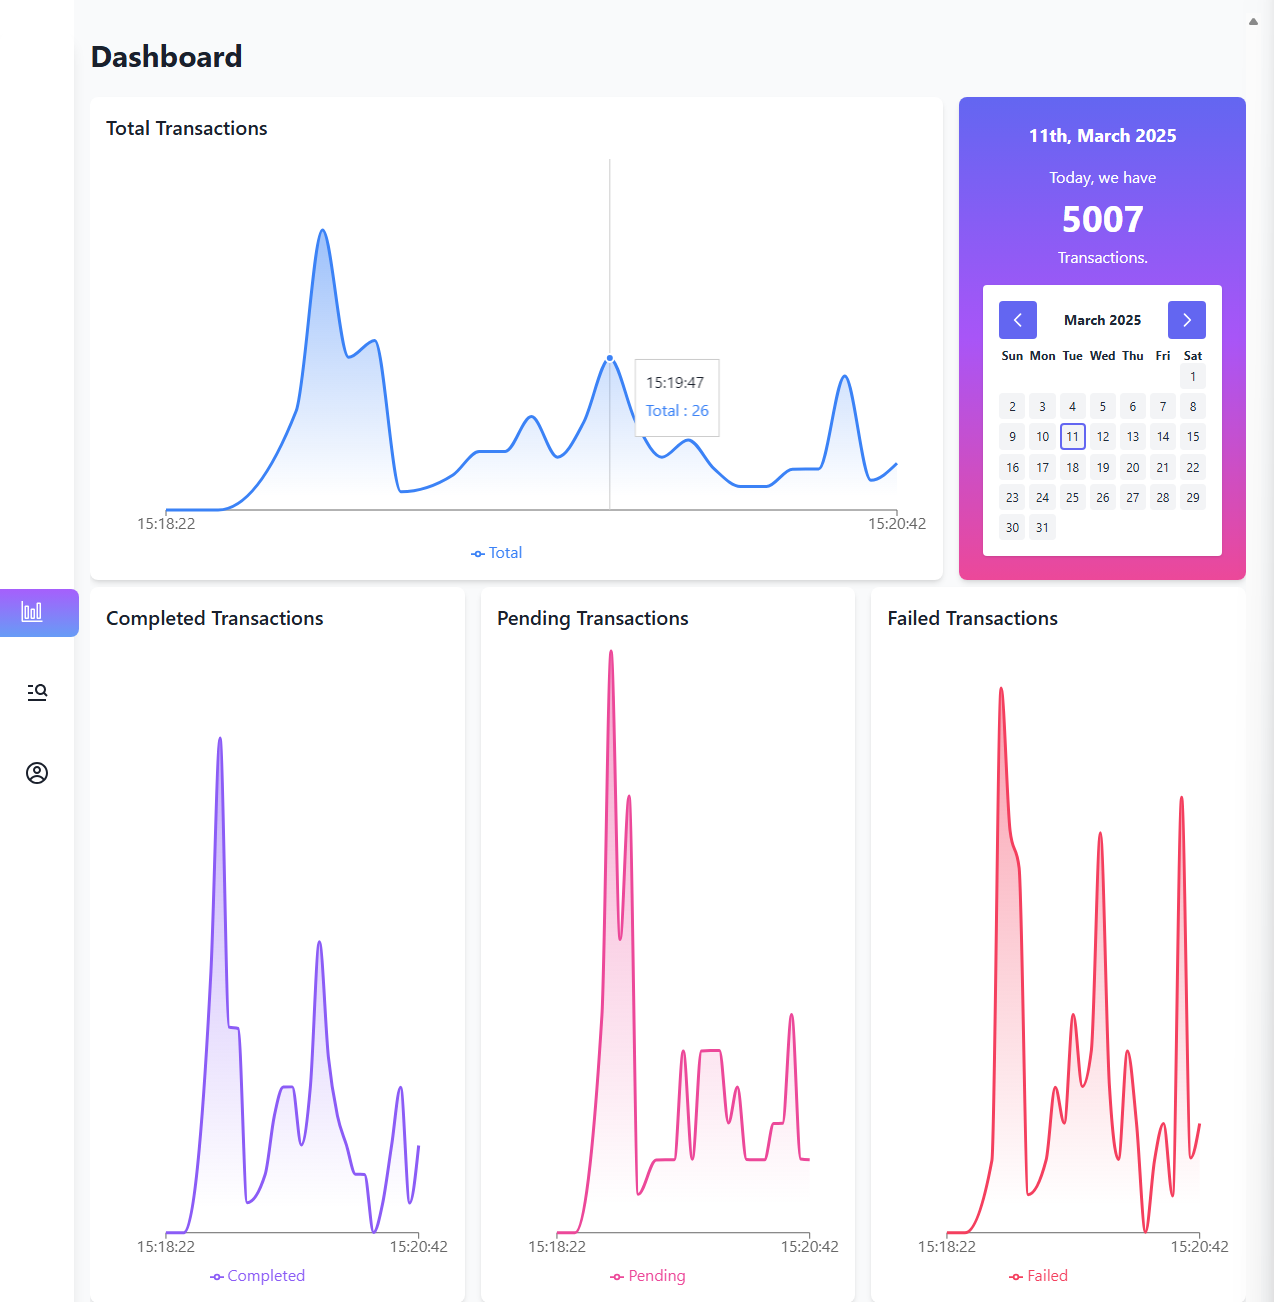 Dashboard
Total Transactions
15:19:47
Total : 26
15:18:22
15:20:42
Total
11th, March 2025
Today, we have
5007
Transactions.
March 2025
Sun Mon Tue Wed Thu Fri Sat
1
2 3 4 5 6 7 8
9 10 11 12 13 14 15
16 17 18 19 20 21 22
23 24 25 26 27 28 29
30 31
Completed Transactions
15:18:22
15:20:42
Completed
Pending Transactions
15:18:22
15:20:42
Pending
Failed Transactions
15:18:22
15:20:42
Failed